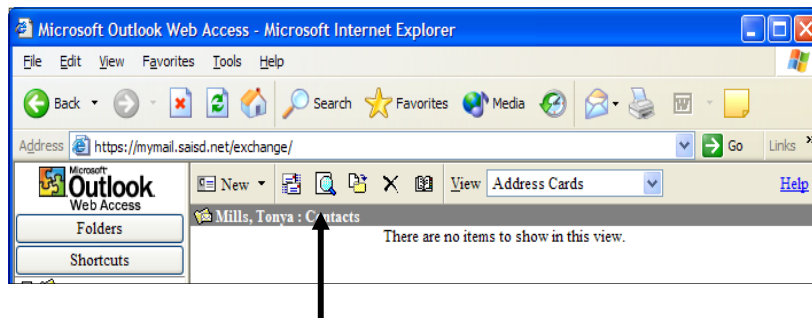 Microsoft Outlook Web Access - Microsoft Internet Explorer
File Edit View Favorites Tools Help
Back Search Favorites Media
Address https://mymail.saisd.net/exchange/ Go Links »
Microsoft
Outlook
Web Access
New View Address Cards Help
Folders
Mills, Tonya : Contacts
There are no items to show in this view.
Shortcuts